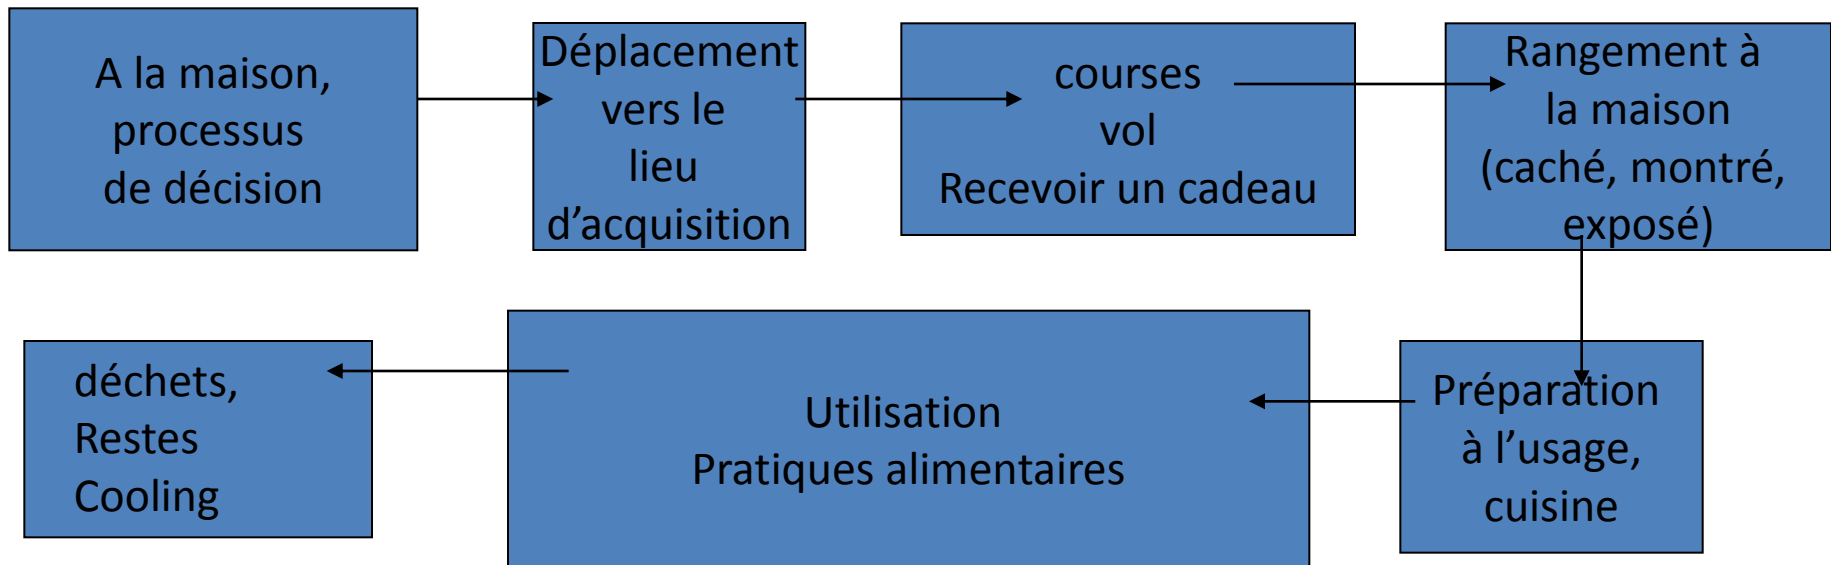 A la maison,
processus
de décision
Déplacement
vers le
lieu
d’acquisition
courses
vol
Recevoir un cadeau
Rangement à
la maison
(caché, montré,
exposé)
Préparation
à l’usage,
cuisine
Utilisation
Pratiques alimentaires
déchets,
Restes
Cooling